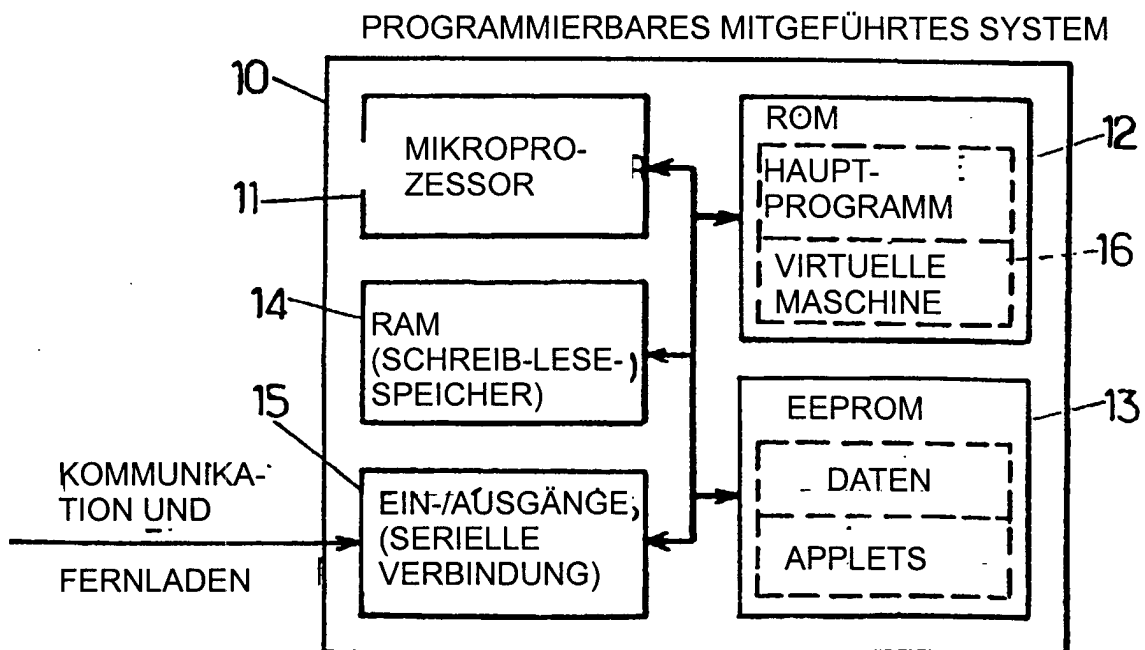 PROGRAMMIERBARES MITGEFÜHRTES SYSTEM
10
11
MIKROPRO-
ZESSOR
ROM
12
HAUPT-
PROGRAMM
VIRTUELLE
MASCHINE
16
14
RAM
(SCHREIB-LESE-
SPEICHER)
15
EEPROM
13
DATEN
APPLETS
KOMMUNIKA-
TION UND
FERNLADEN
EIN-/AUSGÄNGE,
(SERIELLE
VERBINDUNG)